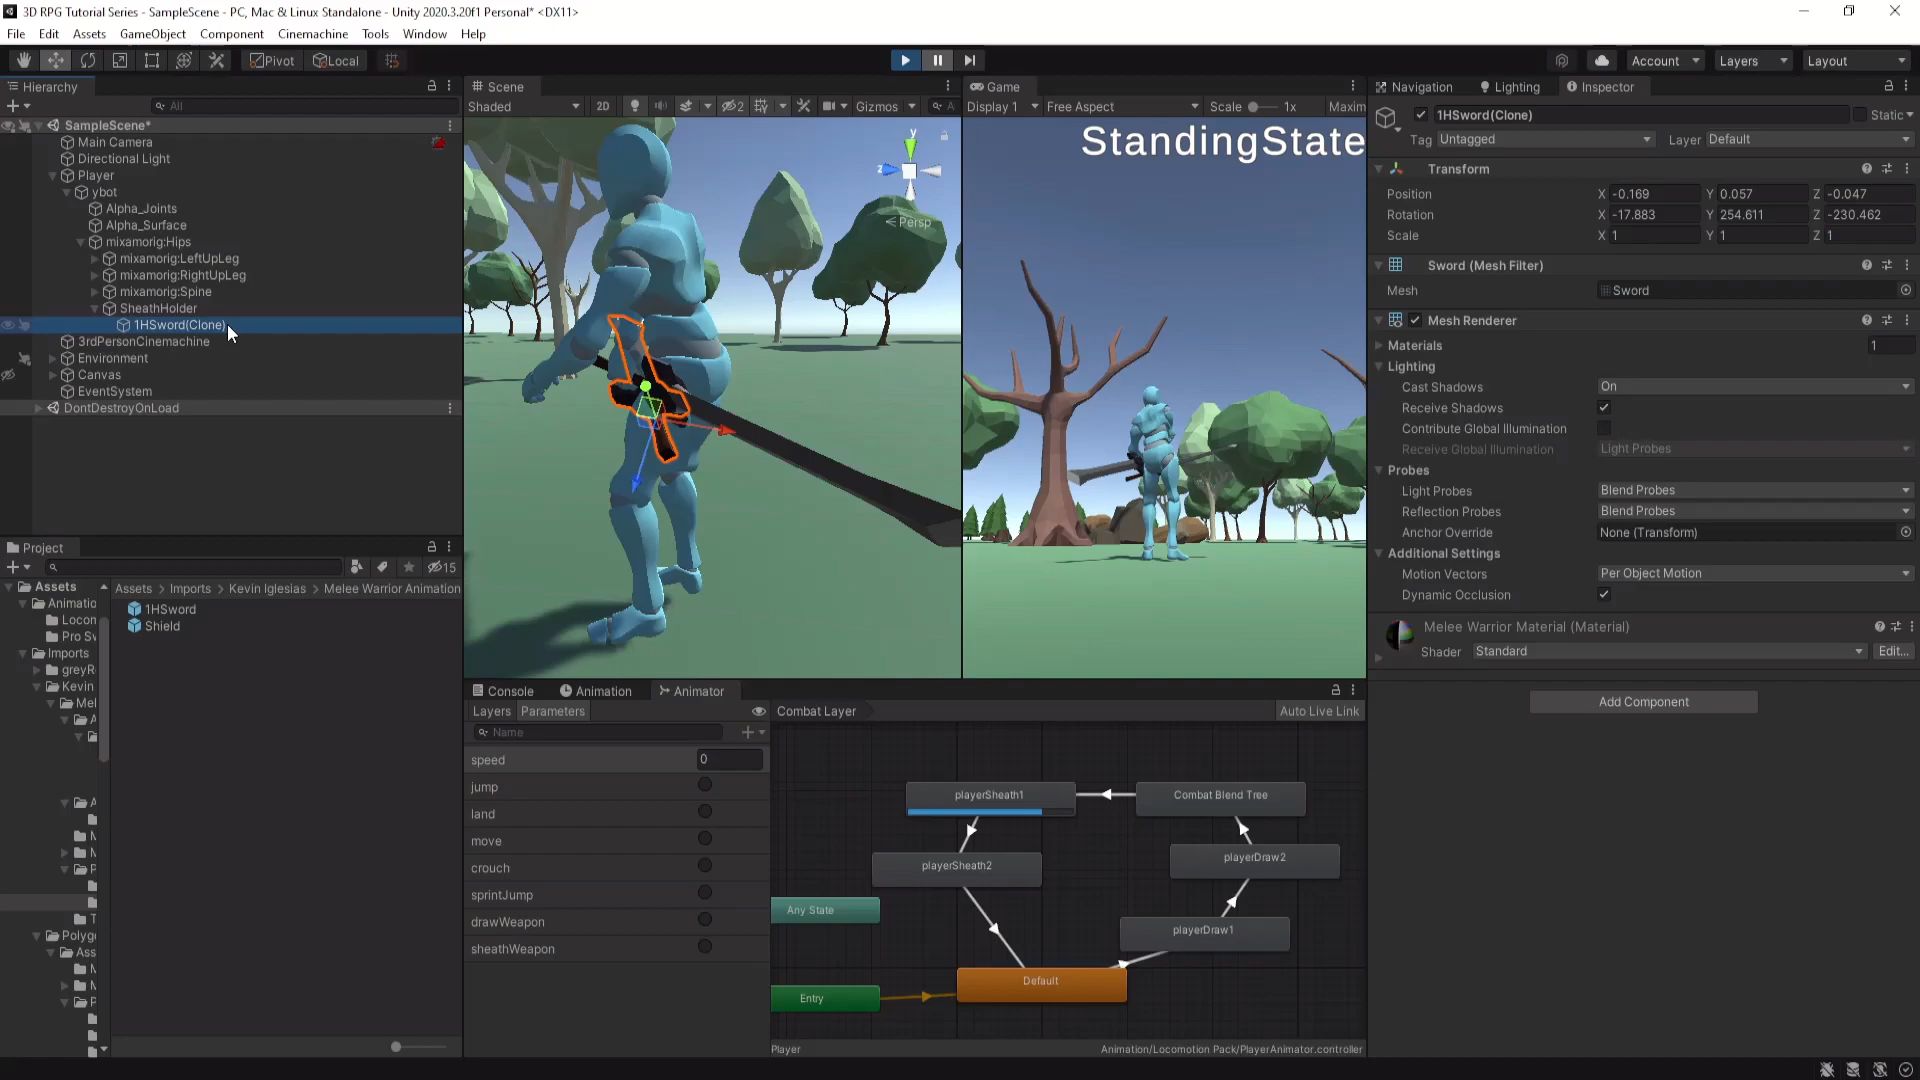 3D RPG Tutorial Series - SampleScene - PC, Mac & Linux Standalone - Unity 2020.3.20f1 Personal* <DX11>
File Edit Assets GameObject Component Cinemachine Tools Window Help
Pivot Local Account Layers Layout
Hierarchy
All
SampleScene*
Main Camera
Directional Light
Player
ybot
Alpha_Joints
Alpha_Surface
mixamorig:Hips
mixamorig:LeftUpLeg
mixamorig:RightUpLeg
mixamorig:Spine
SheathHolder
1HSword(Clone)
3rdPersonCinemachine
Environment
Canvas
EventSystem
DontDestroyOnLoad
Project
15
Assets
Animatio
Locon
Pro Sv
Imports
greyR
Kevin
Mel
A
A
M
M
P
T
Polyg
Ass
M
M
P
Assets > Imports > Kevin Iglesias > Melee Warrior Animation
1HSword
Shield
Scene
Shaded 2D 2 Gizmos A
y
z
Persp
Game
Display 1 Free Aspect Scale 1x Maxim
StandingState
Console Animation Animator
Layers Parameters Combat Layer Auto Live Link
Name
speed 0
jump
land
move
crouch
sprintJump
drawWeapon
sheathWeapon
playerSheath1
Combat Blend Tree
playerSheath2
playerDraw2
Any State
playerDraw1
Default
Entry
Player
Animation/Locomotion Pack/PlayerAnimator.controller
Navigation Lighting Inspector
1HSword(Clone) Static
Tag Untagged Layer Default
Transform
Position X -0.169 Y 0.057 Z -0.047
Rotation X -17.883 Y 254.611 Z -230.462
Scale X 1 Y 1 Z 1
Sword (Mesh Filter)
Mesh Sword
Mesh Renderer
Materials 1
Lighting
Cast Shadows On
Receive Shadows
Contribute Global Illumination
Receive Global Illumination Light Probes
Probes
Light Probes Blend Probes
Reflection Probes Blend Probes
Anchor Override None (Transform)
Additional Settings
Motion Vectors Per Object Motion
Dynamic Occlusion
Melee Warrior Material (Material)
Shader Standard Edit...
Add Component